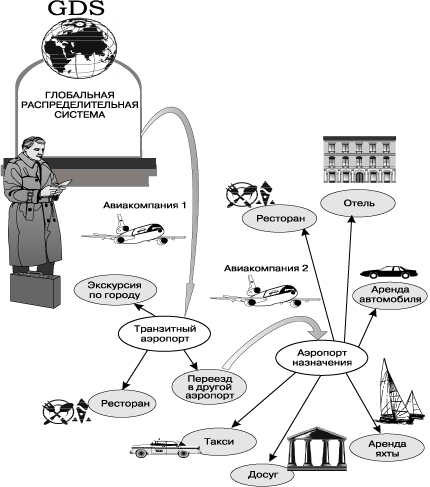 GDS
ГЛОБАЛЬНАЯ
РАСПРЕДЕЛИТЕЛЬНАЯ
СИСТЕМА
Авиакомпания 1
Экскурсия
по городу
Транзитный
аэропорт
Ресторан
Переезд
в другой
аэропорт
Авиакомпания 2
Ресторан
Отель
Аренда
автомобиля
Аэропорт
назначения
Такси
TAXI
Досуг
Аренда
яхты